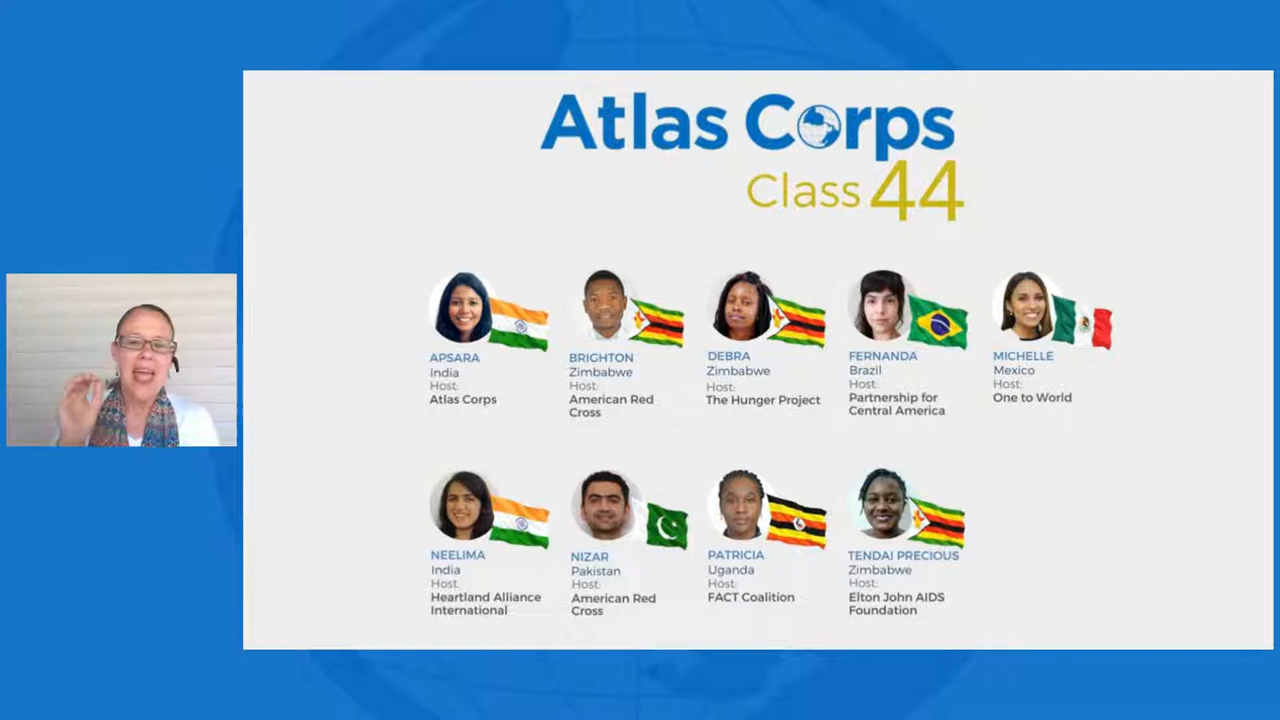 Atlas Corps
Class 44
APSARA
India
Host:
Atlas Corps
BRIGHTON
Zimbabwe
Host:
American Red
Cross
DEBRA
Zimbabwe
Host:
The Hunger Project
FERNANDA
Brazil
Host:
Partnership for
Central America
MICHELLE
Mexico
Host:
One to World
NEELIMA
India
Host:
Heartland Alliance
International
NIZAR
Pakistan
Host:
American Red
Cross
PATRICIA
Uganda
Host:
FACT Coalition
TENDAI PRECIOUS
Zimbabwe
Host:
Elton John AIDS
Foundation